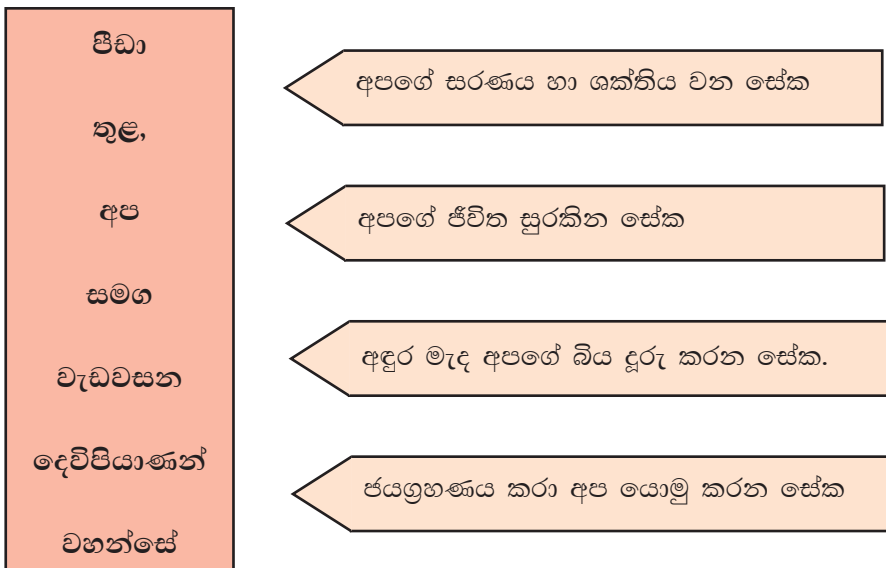 පීඩා
තුළ,
අප
සමග
වැඩවසන
දෙවිපියාණන්
වහන්සේ
අපගේ සරණය හා ශක්තිය වන සේක
අපගේ ජීවිත සුරකින සේක
අඳුර මැද අපගේ බිය දූරු කරන සේක.
ජයග්‍රහණය කරා අප යොමු කරන සේක